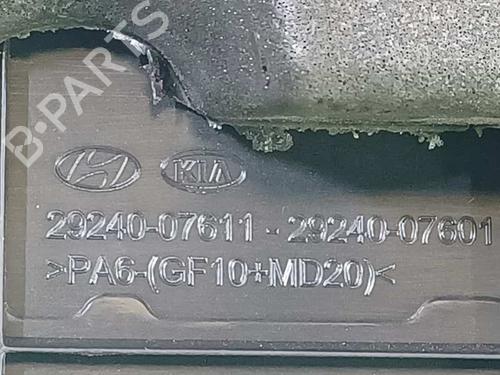 B-PARTS
KIA
29240-07611 - 29240-07601
>PA6-(GF10+MD20)<